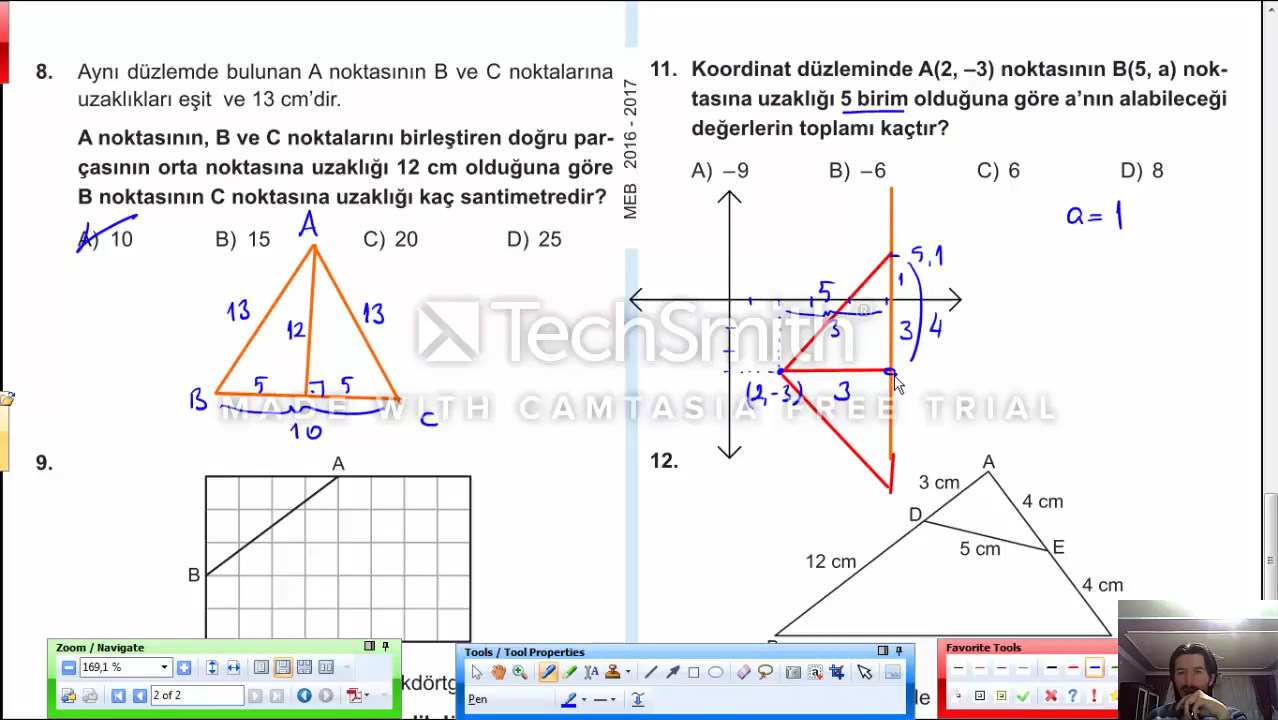 8. Aynı düzlemde bulunan A noktasının B ve C noktalarına
uzaklıkları eşit ve 13 cm'dir.
A noktasının, B ve C noktalarını birleştiren doğru par-
çasının orta noktasına uzaklığı 12 cm olduğuna göre
B noktasının C noktasına uzaklığı kaç santimetredir?
A) 10 B) 15 C) 20 D) 25
A
13 12 13
5 5
B C
10
9.
A
B
kdörtg
MEB 2016 - 2017
11. Koordinat düzleminde A(2, –3) noktasının B(5, a) nok-
tasına uzaklığı 5 birim olduğuna göre a'nın alabileceği
değerlerin toplamı kaçtır?
A) –9 B) –6 C) 6 D) 8
a = 1
5,1
5 1
3 3 4
(2,-3) 3
TechSmith®
MADE WITH CAMTASIA FREE TRIAL
12.
A
3 cm 4 cm
D
5 cm E
12 cm
4 cm
Zoom / Navigate
169,1 %
2 of 2
Tools / Tool Properties
Pen
Favorite Tools